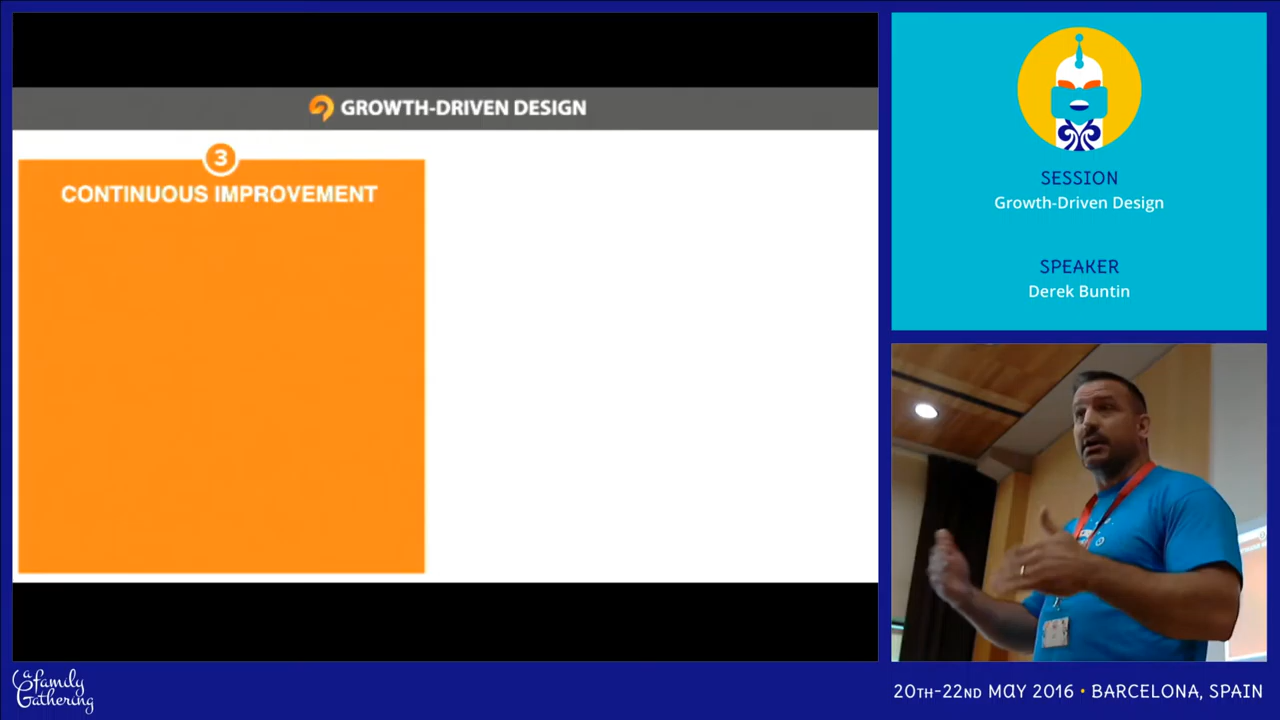 GROWTH-DRIVEN DESIGN
3
CONTINUOUS IMPROVEMENT
SESSION
Growth-Driven Design
SPEAKER
Derek Buntin
a family
Gathering
20TH-22ND MAY 2016 • BARCELONA, SPAIN